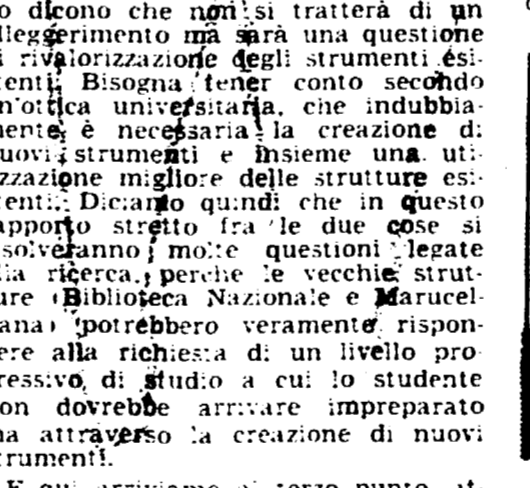 o dicono che non si tratterà di un
lleggerimento ma sarà una questione
i rivalorizzazione degli strumenti esi-
tenti. Bisogna tener conto secondo
n'ottica universitaria, che indubbia-
mente è necessaria la creazione di
uovi strumenti e insieme una uti-
zzazione migliore delle strutture esi-
tenti. Diciamo quindi che in questo
apporto stretto fra le due cose si
solveranno molte questioni legate
lla ricerca, perche le vecchie strut-
ure (Biblioteca Nazionale e Marucel-
ana) potrebbero veramente rispon-
ere alla richiesta di un livello pro
ressivo di studio a cui lo studente
on dovrebbe arrivare impreparato
na attraverso la creazione di nuovi
trumenti.